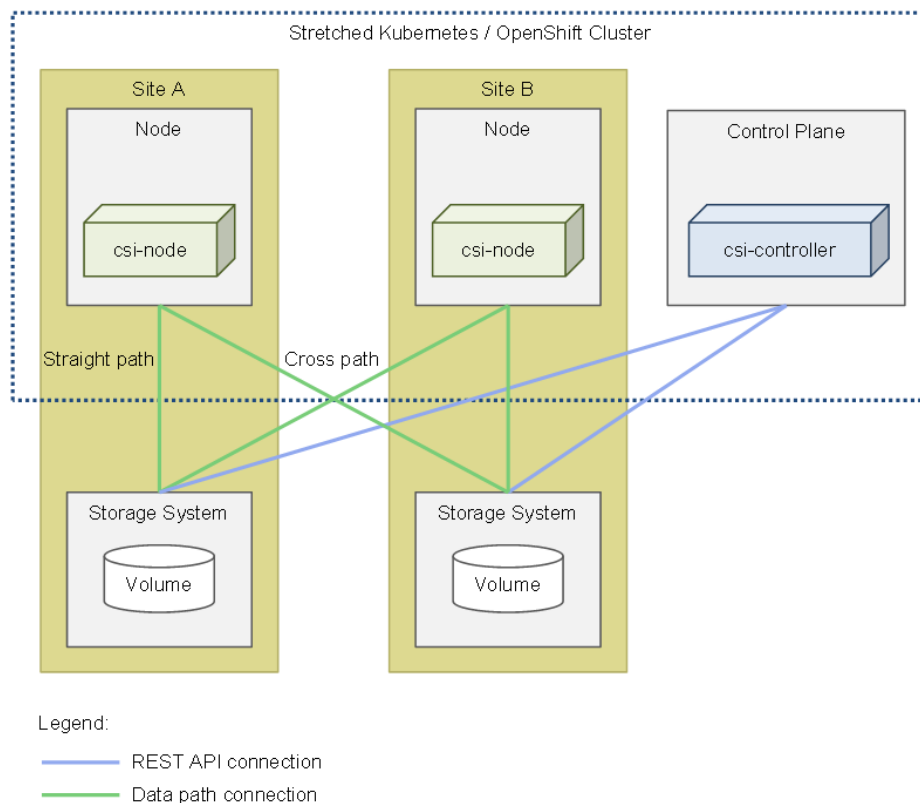 Stretched Kubernetes / OpenShift Cluster
Site A
Site B
Node
Node
Control Plane
csi-node
csi-node
csi-controller
Straight path
Cross path
Storage System
Storage System
Volume
Volume
Legend:
REST API connection
Data path connection